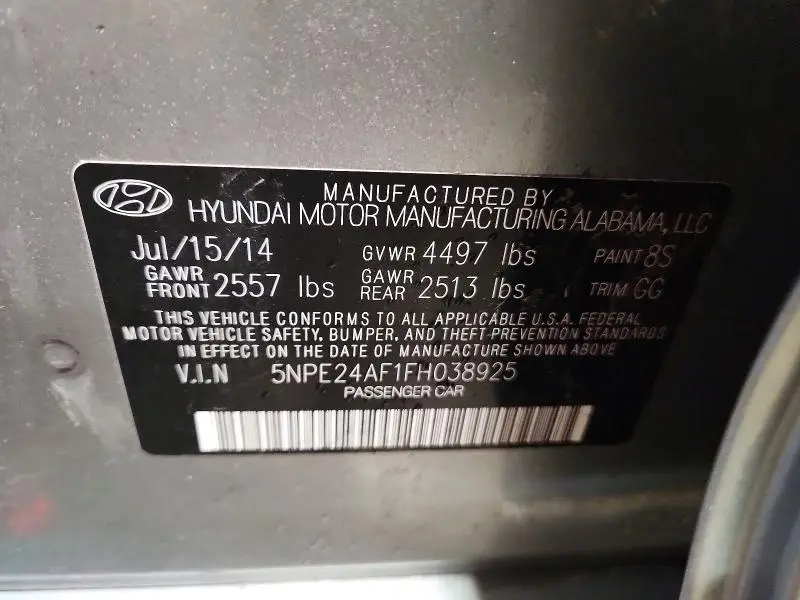 MANUFACTURED BY
HYUNDAI MOTOR MANUFACTURING ALABAMA, LLC
Jul/15/14 GVWR 4497 lbs PAINT 8S
GAWR FRONT 2557 lbs GAWR REAR 2513 lbs TRIM GG
THIS VEHICLE CONFORMS TO ALL APPLICABLE U.S.A. FEDERAL
MOTOR VEHICLE SAFETY, BUMPER, AND THEFT PREVENTION STANDARDS
IN EFFECT ON THE DATE OF MANUFACTURE SHOWN ABOVE
V.I.N 5NPE24AF1FH038925
PASSENGER CAR